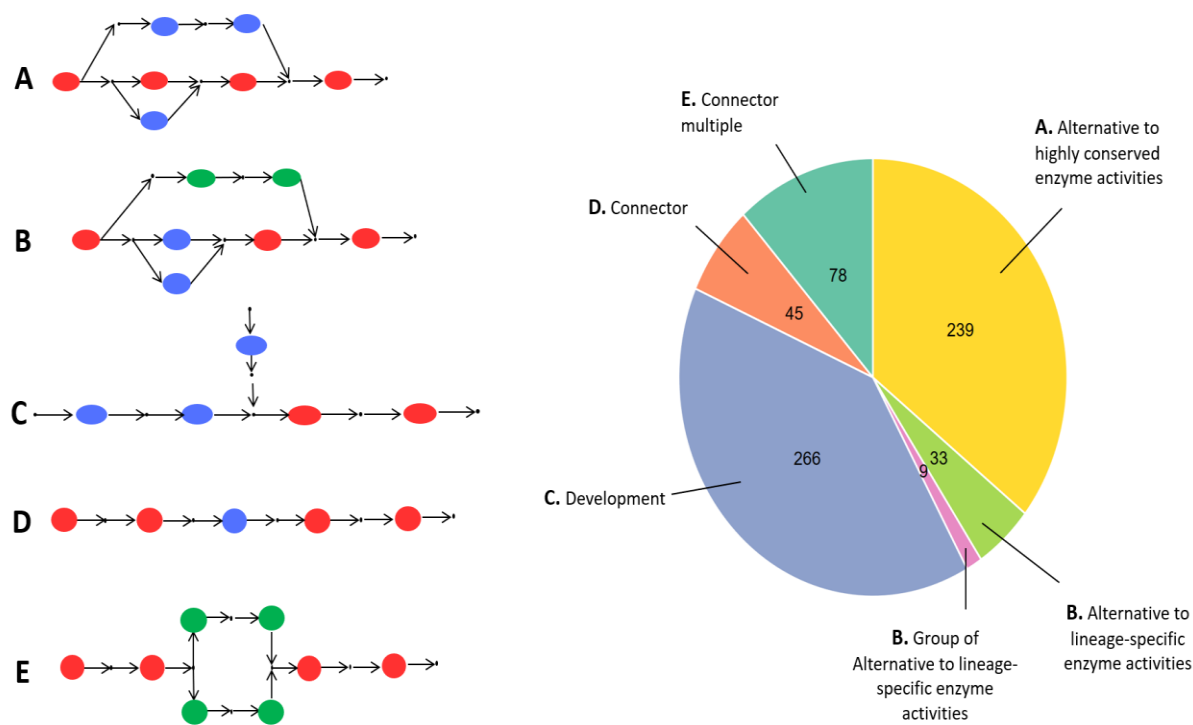 A
B
C
D
E
E. Connector
multiple
A. Alternative to
highly conserved
enzyme activities
D. Connector
78
45
239
266
33
9
C. Development
B. Group of
Alternative to lineage-
specific enzyme
activities
B. Alternative to
lineage-specific
enzyme activities